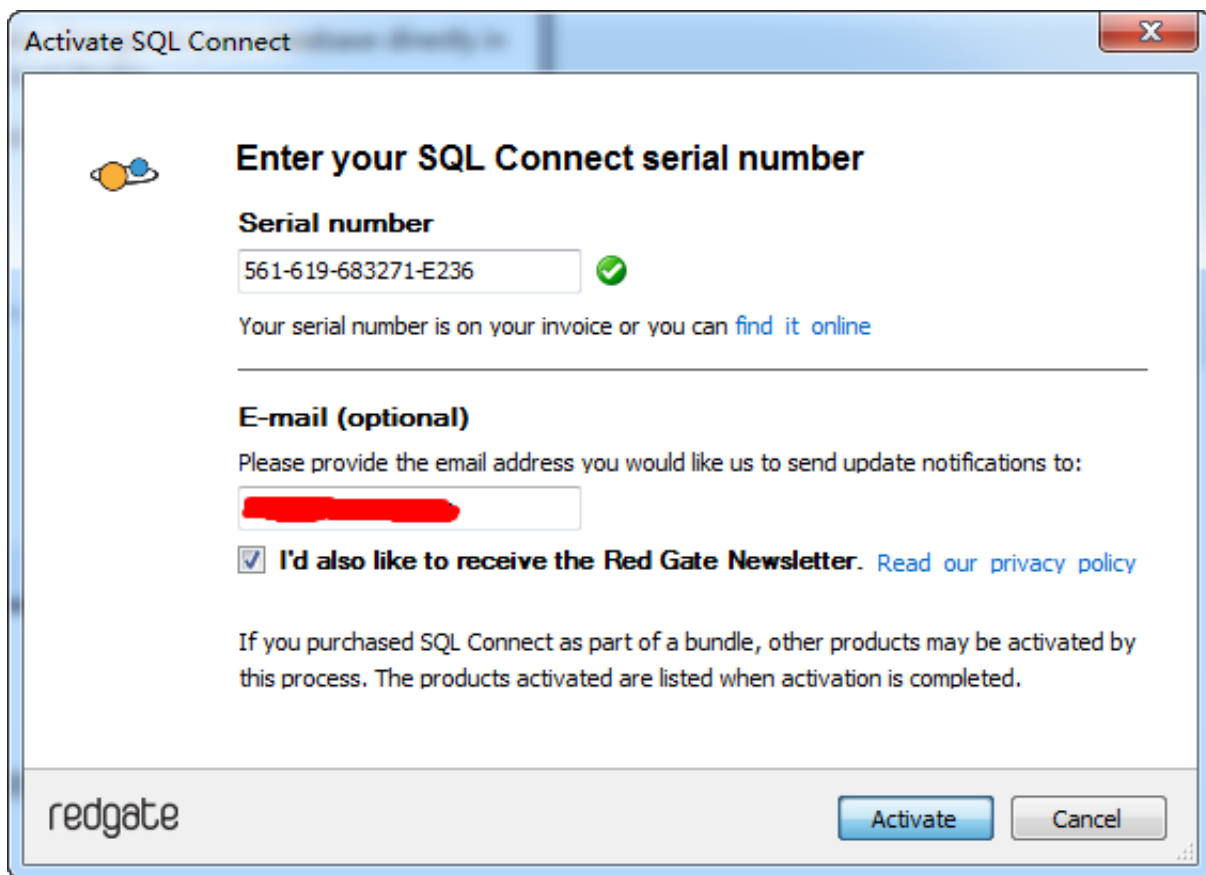 Activate SQL Connect
Enter your SQL Connect serial number
Serial number
561-619-683271-E236
Your serial number is on your invoice or you can find it online
E-mail (optional)
Please provide the email address you would like us to send update notifications to:
I'd also like to receive the Red Gate Newsletter. Read our privacy policy
If you purchased SQL Connect as part of a bundle, other products may be activated by
this process. The products activated are listed when activation is completed.
redgate
Activate
Cancel